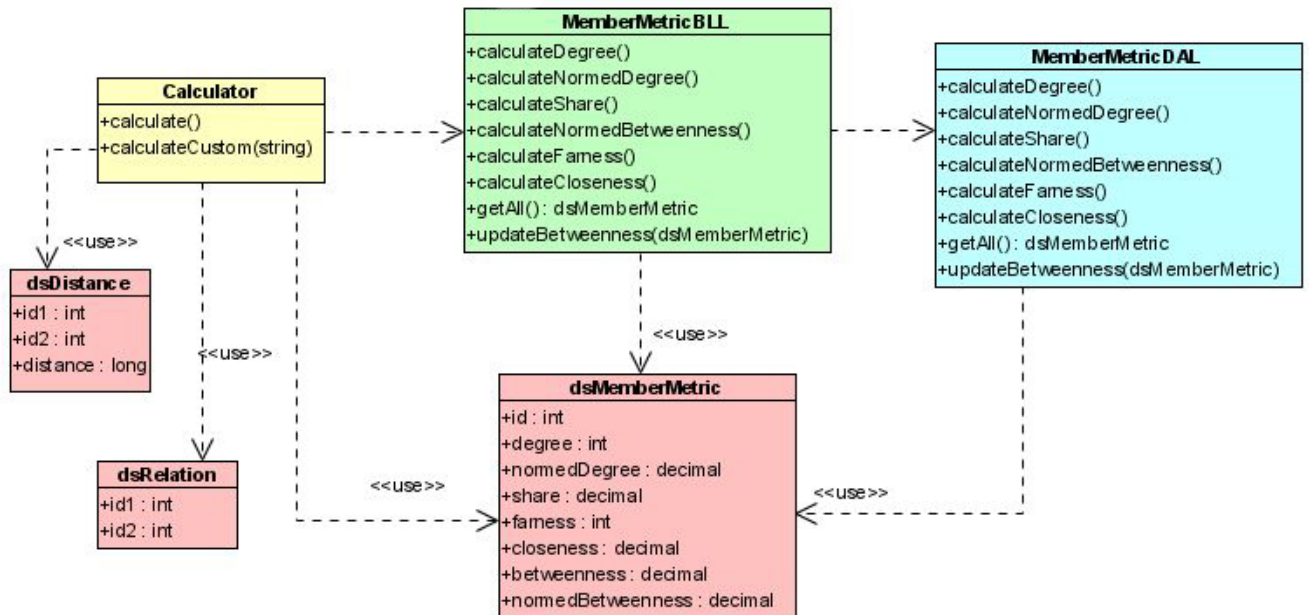 MemberMetricBLL
+calculateDegree()
+calculateNormedDegree()
+calculateShare()
+calculateNormedBetweenness()
+calculateFarness()
+calculateCloseness()
+getAll() : dsMemberMetric
+updateBetweenness(dsMemberMetric)
MemberMetricDAL
+calculateDegree()
+calculateNormedDegree()
+calculateShare()
+calculateNormedBetweenness()
+calculateFarness()
+calculateCloseness()
+getAll() : dsMemberMetric
+updateBetweenness(dsMemberMetric)
Calculator
+calculate()
+calculateCustom(string)
<<use>>
dsDistance
+id1 : int
+id2 : int
+distance : long
<<use>>
<<use>>
dsRelation
+id1 : int
+id2 : int
<<use>>
dsMemberMetric
+id : int
+degree : int
+normedDegree : decimal
+share : decimal
+farness : int
+closeness : decimal
+betweenness : decimal
+normedBetweenness : decimal
<<use>>